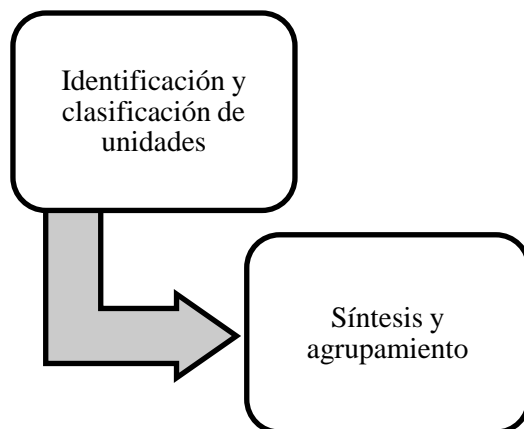 Identificación y
clasificación de
unidades
Síntesis y
agrupamiento